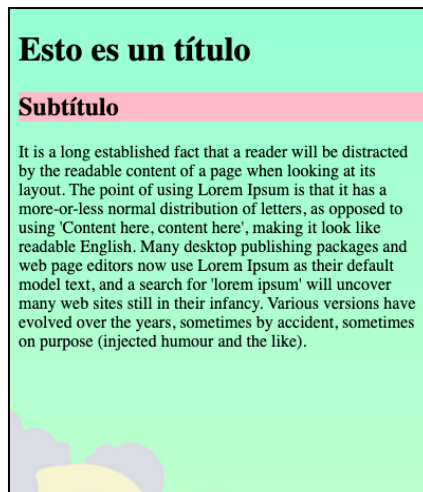 Esto es un título
Subtítulo
It is a long established fact that a reader will be distracted
by the readable content of a page when looking at its
layout. The point of using Lorem Ipsum is that it has a
more-or-less normal distribution of letters, as opposed to
using 'Content here, content here', making it look like
readable English. Many desktop publishing packages and
web page editors now use Lorem Ipsum as their default
model text, and a search for 'lorem ipsum' will uncover
many web sites still in their infancy. Various versions have
evolved over the years, sometimes by accident, sometimes
on purpose (injected humour and the like).